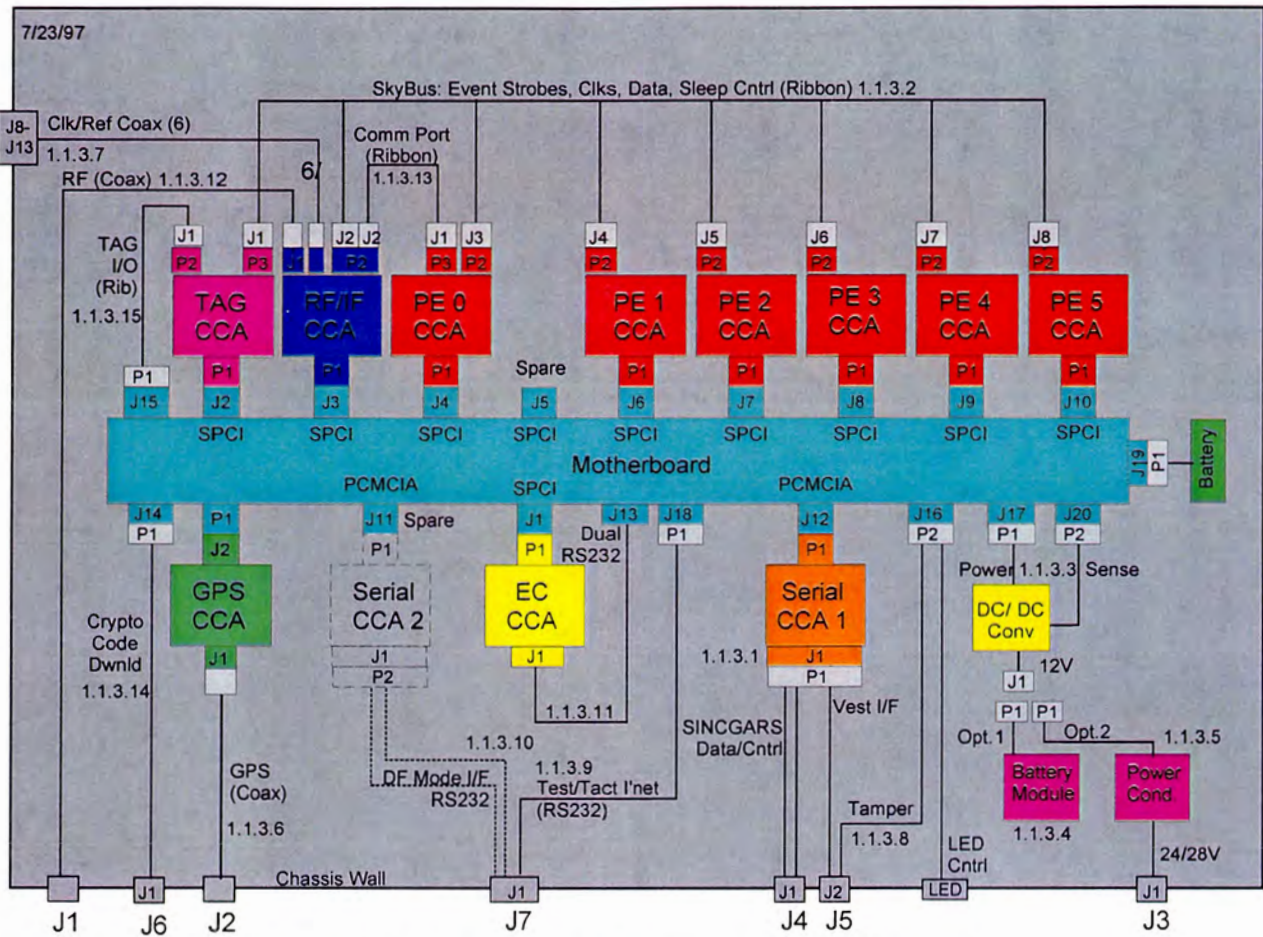 7/23/97
SkyBus: Event Strobes, Clks, Data, Sleep Cntrl (Ribbon) 1.1.3.2
J8-
J13
Clk/Ref Coax (6)
1.1.3.7
RF (Coax) 1.1.3.12
6/
Comm Port
(Ribbon)
1.1.3.13
TAG
I/O
(Rib)
1.1.3.15
J1
J1
J2
J2
J1
J3
J4
J5
J6
J7
J8
P2
P3
J1
P2
P3
P2
P2
P2
P2
P2
P2
TAG
CCA
RF/IF
CCA
PE 0
CCA
PE 1
CCA
PE 2
CCA
PE 3
CCA
PE 4
CCA
PE 5
CCA
P1
P1
P1
P1
Spare
P1
P1
P1
P1
P1
J15
J2
J3
J4
J5
J6
J7
J8
J9
J10
SPCI
SPCI
SPCI
SPCI
SPCI
SPCI
SPCI
SPCI
SPCI
Motherboard
J19
P1
Battery
PCMCIA
SPCI
PCMCIA
J14
P1
J11
Spare
J1
J13
J18
J12
J16
J17
J20
P1
J2
P1
P1
Dual
RS232
P1
P1
P2
P1
P2
GPS
CCA
Serial
CCA 2
EC
CCA
Serial
CCA 1
Power
1.1.3.3
Sense
DC/ DC
Conv
Crypto
Code
Dwnld
1.1.3.14
J1
J1
P2
J1
1.1.3.1
J1
P1
12V
J1
P1
P1
1.1.3.11
SINCGARS
Data/Cntrl
Vest I/F
Opt.1
Opt.2
1.1.3.5
1.1.3.10
1.1.3.9
DF Mode I/F
RS232
Test/Tact I'net
(RS232)
GPS
(Coax)
1.1.3.6
Battery
Module
1.1.3.4
Power
Cond.
Tamper
1.1.3.8
LED
Cntrl
24/28V
Chassis Wall
J1
J1
J1
J2
LED
J1
J1
J6
J2
J7
J4
J5
J3